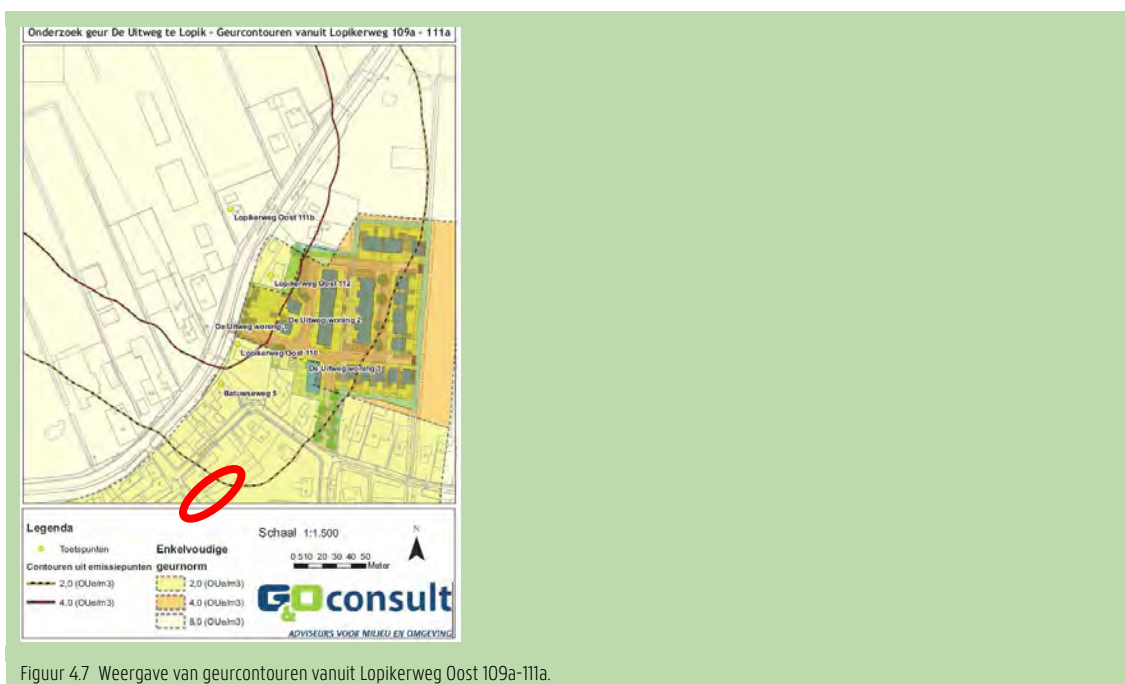 Onderzoek geur De Uitweg te Lopik - Geurcontouren vanuit Lopikerweg 109a - 111a
Lopikerweg Oost 111b
Lopikerweg Oost 112
De Uitweg woning 1
De Uitweg woning 2
Lopikerweg Oost 110
De Uitweg woning 3
Batuwseweg 5
Legenda
Toetspunten
Contouren uit emissiepunten
2,0 (OUe/m3)
4,0 (OUe/m3)
Enkelvoudige
geurnorm
2,0 (OUe/m3)
4,0 (OUe/m3)
8,0 (OUe/m3)
Schaal 1:1.500
N
0 5 10 20 30 40 50
Meter
G&O consult
ADVISEURS VOOR MILIEU EN OMGEVING
Figuur 4.7 Weergave van geurcontouren vanuit Lopikerweg Oost 109a-111a.